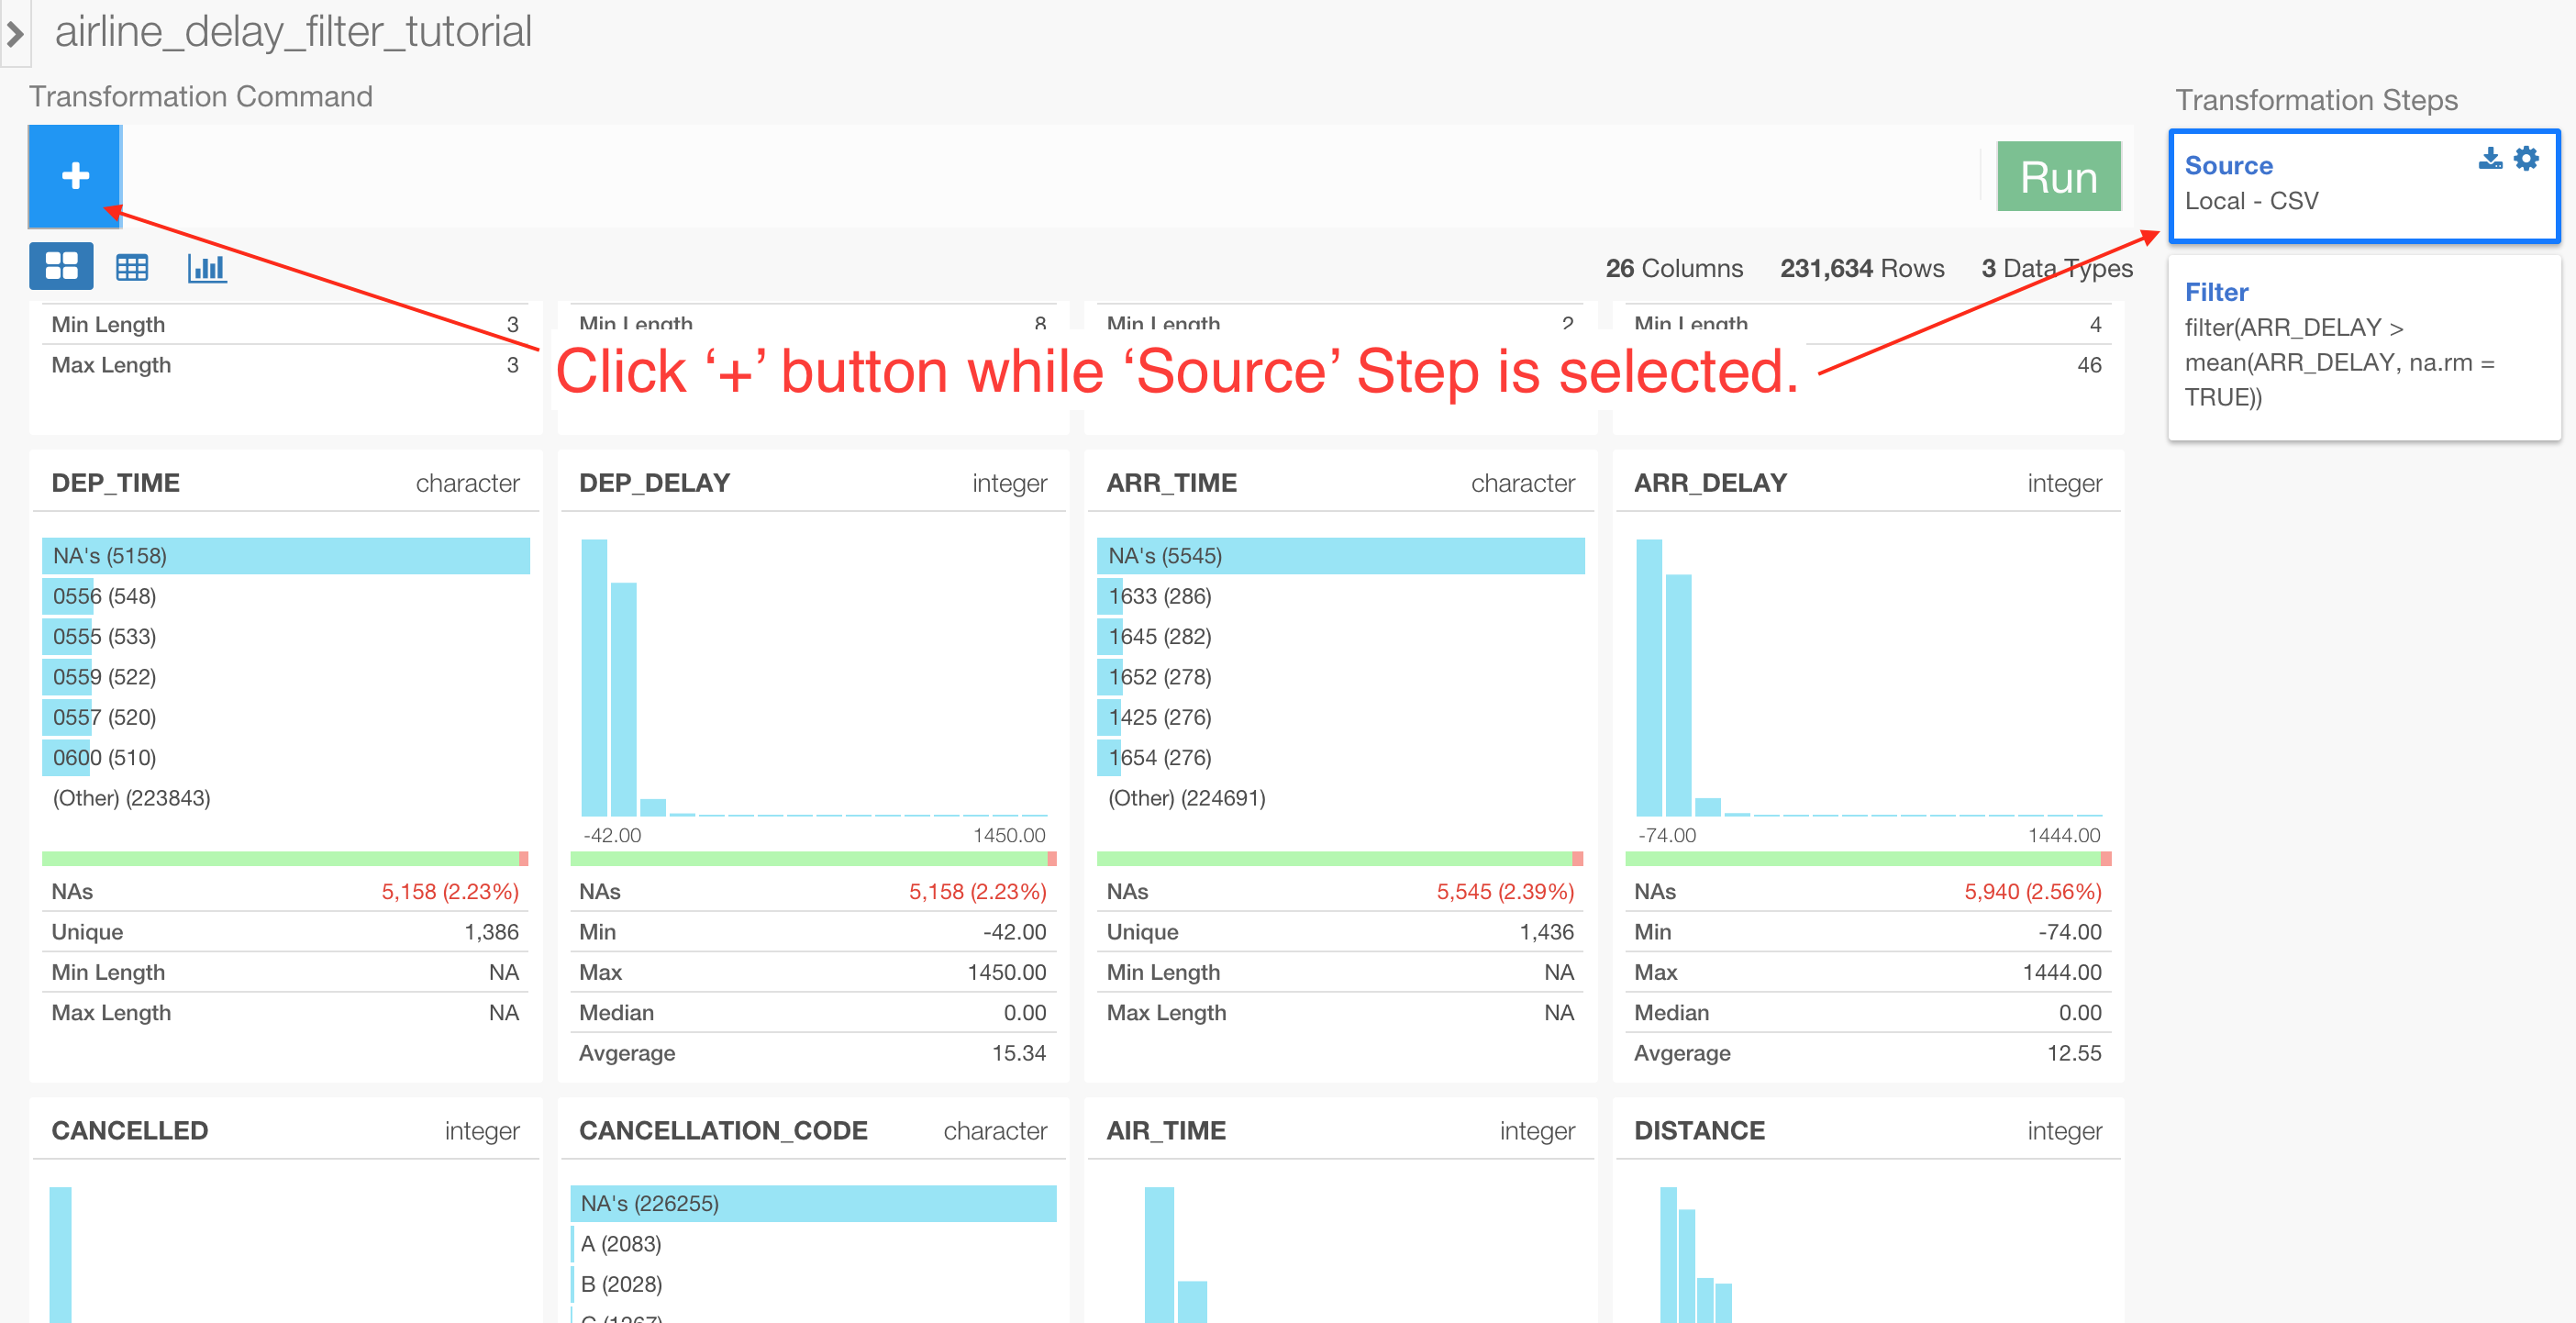 airline_delay_filter_tutorial
Transformation Command
Transformation Steps
+
Run
Source
Local - CSV
26 Columns 231,634 Rows 3 Data Types
Filter
filter(ARR_DELAY >
mean(ARR_DELAY, na.rm =
TRUE))
Min Length 3
Max Length 3
Min Length 8
Min Length 2
Min Length 4
46
Click ‘+’ button while ‘Source’ Step is selected.
DEP_TIME character
NA's (5158)
0556 (548)
0555 (533)
0559 (522)
0557 (520)
0600 (510)
(Other) (223843)
NAs 5,158 (2.23%)
Unique 1,386
Min Length NA
Max Length NA
DEP_DELAY integer
-42.00 1450.00
NAs 5,158 (2.23%)
Min -42.00
Max 1450.00
Median 0.00
Avgerage 15.34
ARR_TIME character
NA's (5545)
1633 (286)
1645 (282)
1652 (278)
1425 (276)
1654 (276)
(Other) (224691)
NAs 5,545 (2.39%)
Unique 1,436
Min Length NA
Max Length NA
ARR_DELAY integer
-74.00 1444.00
NAs 5,940 (2.56%)
Min -74.00
Max 1444.00
Median 0.00
Avgerage 12.55
CANCELLED integer
CANCELLATION_CODE character
NA's (226255)
A (2083)
B (2028)
C (1267)
AIR_TIME integer
DISTANCE integer